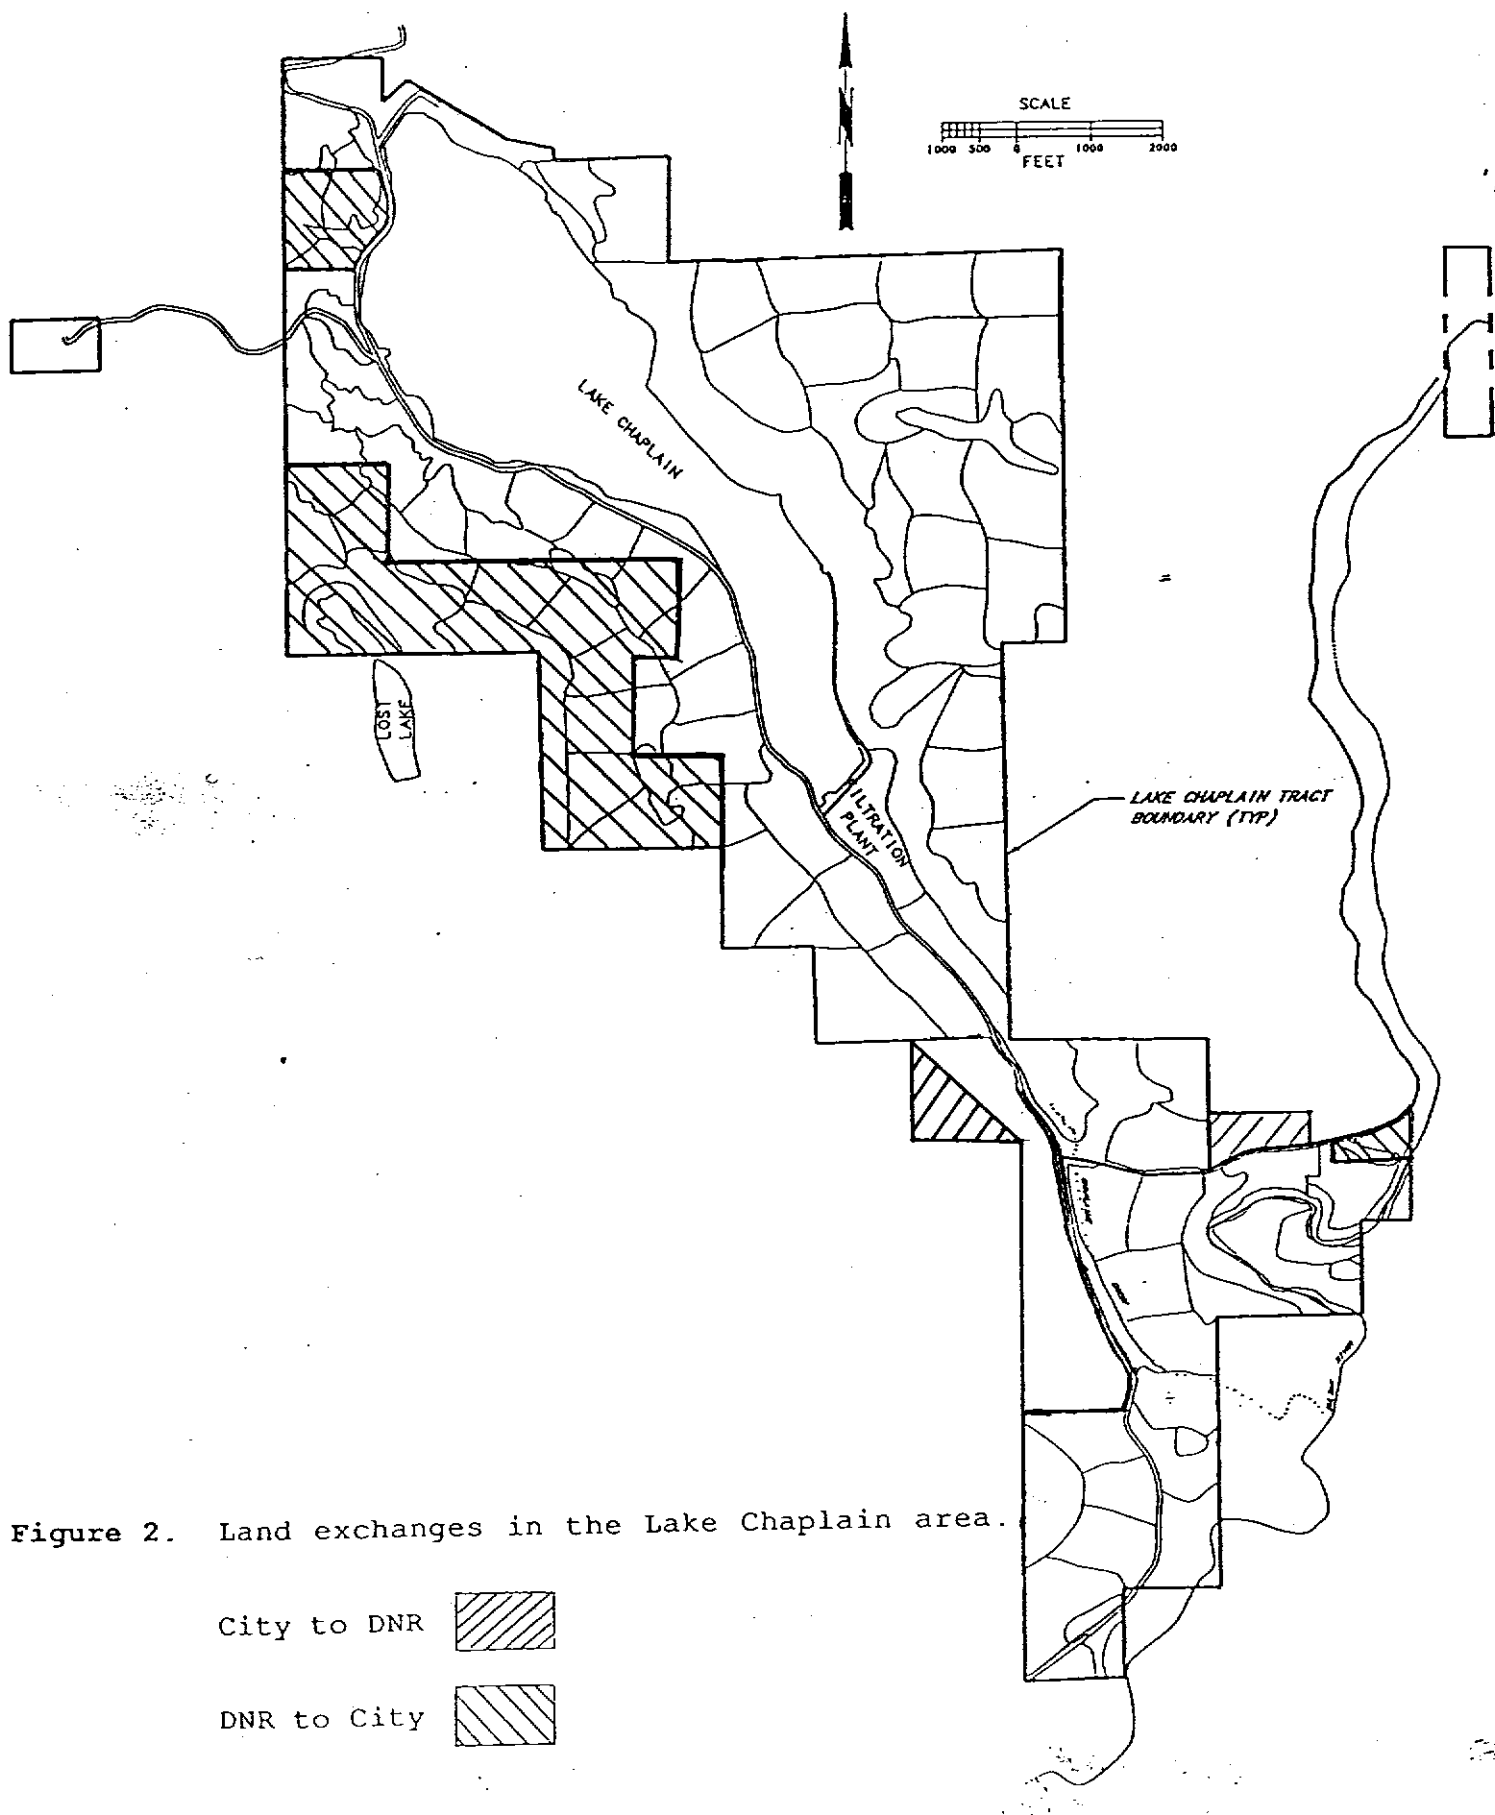 SCALE
1000 500 0 1000 2000
FEET
LAKE CHAPLAIN
LOST
LAKE
FILTRATION
PLANT
LAKE CHAPLAIN TRACT
BOUNDARY (TYP)
RIVER
Figure 2. Land exchanges in the Lake Chaplain area.
City to DNR
DNR to City